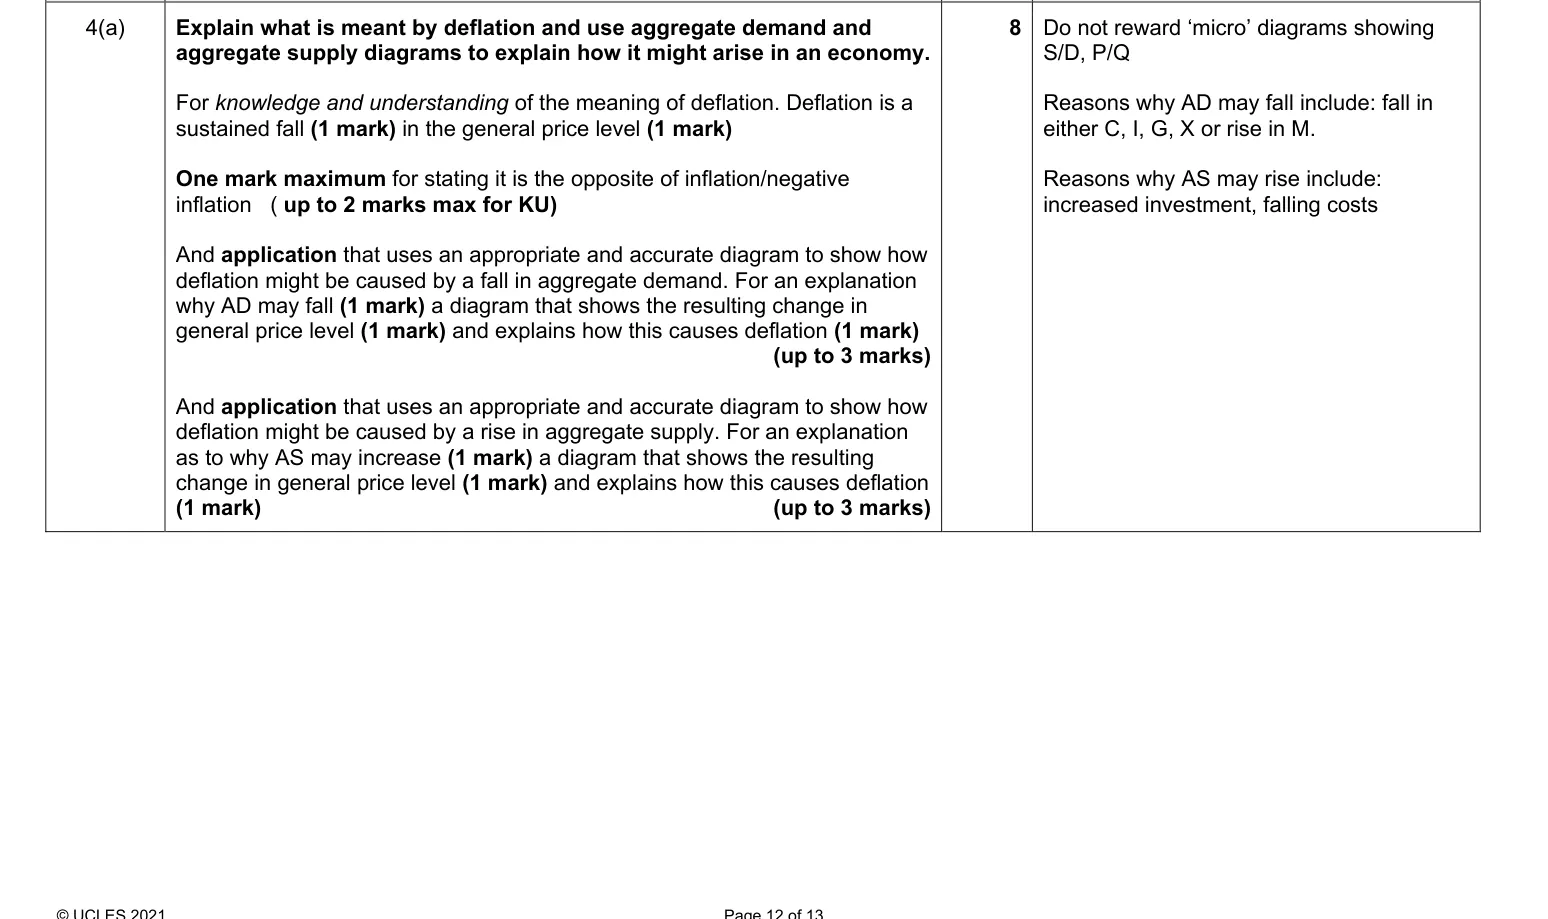 4(a)
Explain what is meant by deflation and use aggregate demand and
aggregate supply diagrams to explain how it might arise in an economy.
For knowledge and understanding of the meaning of deflation. Deflation is a
sustained fall (1 mark) in the general price level (1 mark)
One mark maximum for stating it is the opposite of inflation/negative
inflation ( up to 2 marks max for KU)
And application that uses an appropriate and accurate diagram to show how
deflation might be caused by a fall in aggregate demand. For an explanation
why AD may fall (1 mark) a diagram that shows the resulting change in
general price level (1 mark) and explains how this causes deflation (1 mark)
(up to 3 marks)
And application that uses an appropriate and accurate diagram to show how
deflation might be caused by a rise in aggregate supply. For an explanation
as to why AS may increase (1 mark) a diagram that shows the resulting
change in general price level (1 mark) and explains how this causes deflation
(1 mark) (up to 3 marks)
8
Do not reward ‘micro’ diagrams showing
S/D, P/Q
Reasons why AD may fall include: fall in
either C, I, G, X or rise in M.
Reasons why AS may rise include:
increased investment, falling costs
© UCLES 2021
Page 12 of 13